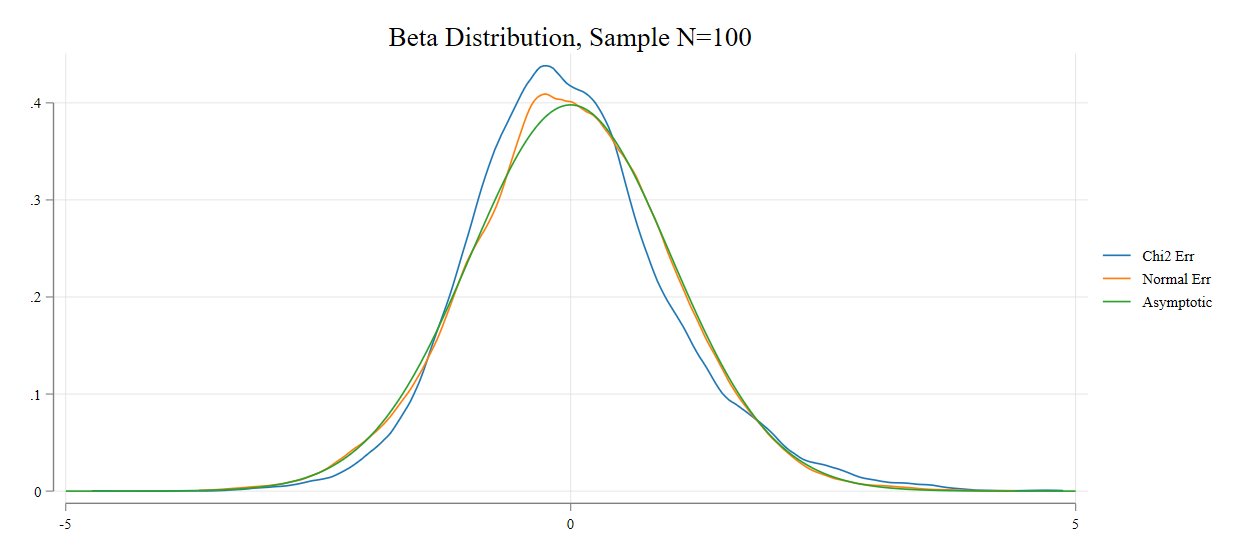 Beta Distribution, Sample N=100
.4
.3
.2
.1
0
-5
0
5
Chi2 Err
Normal Err
Asymptotic